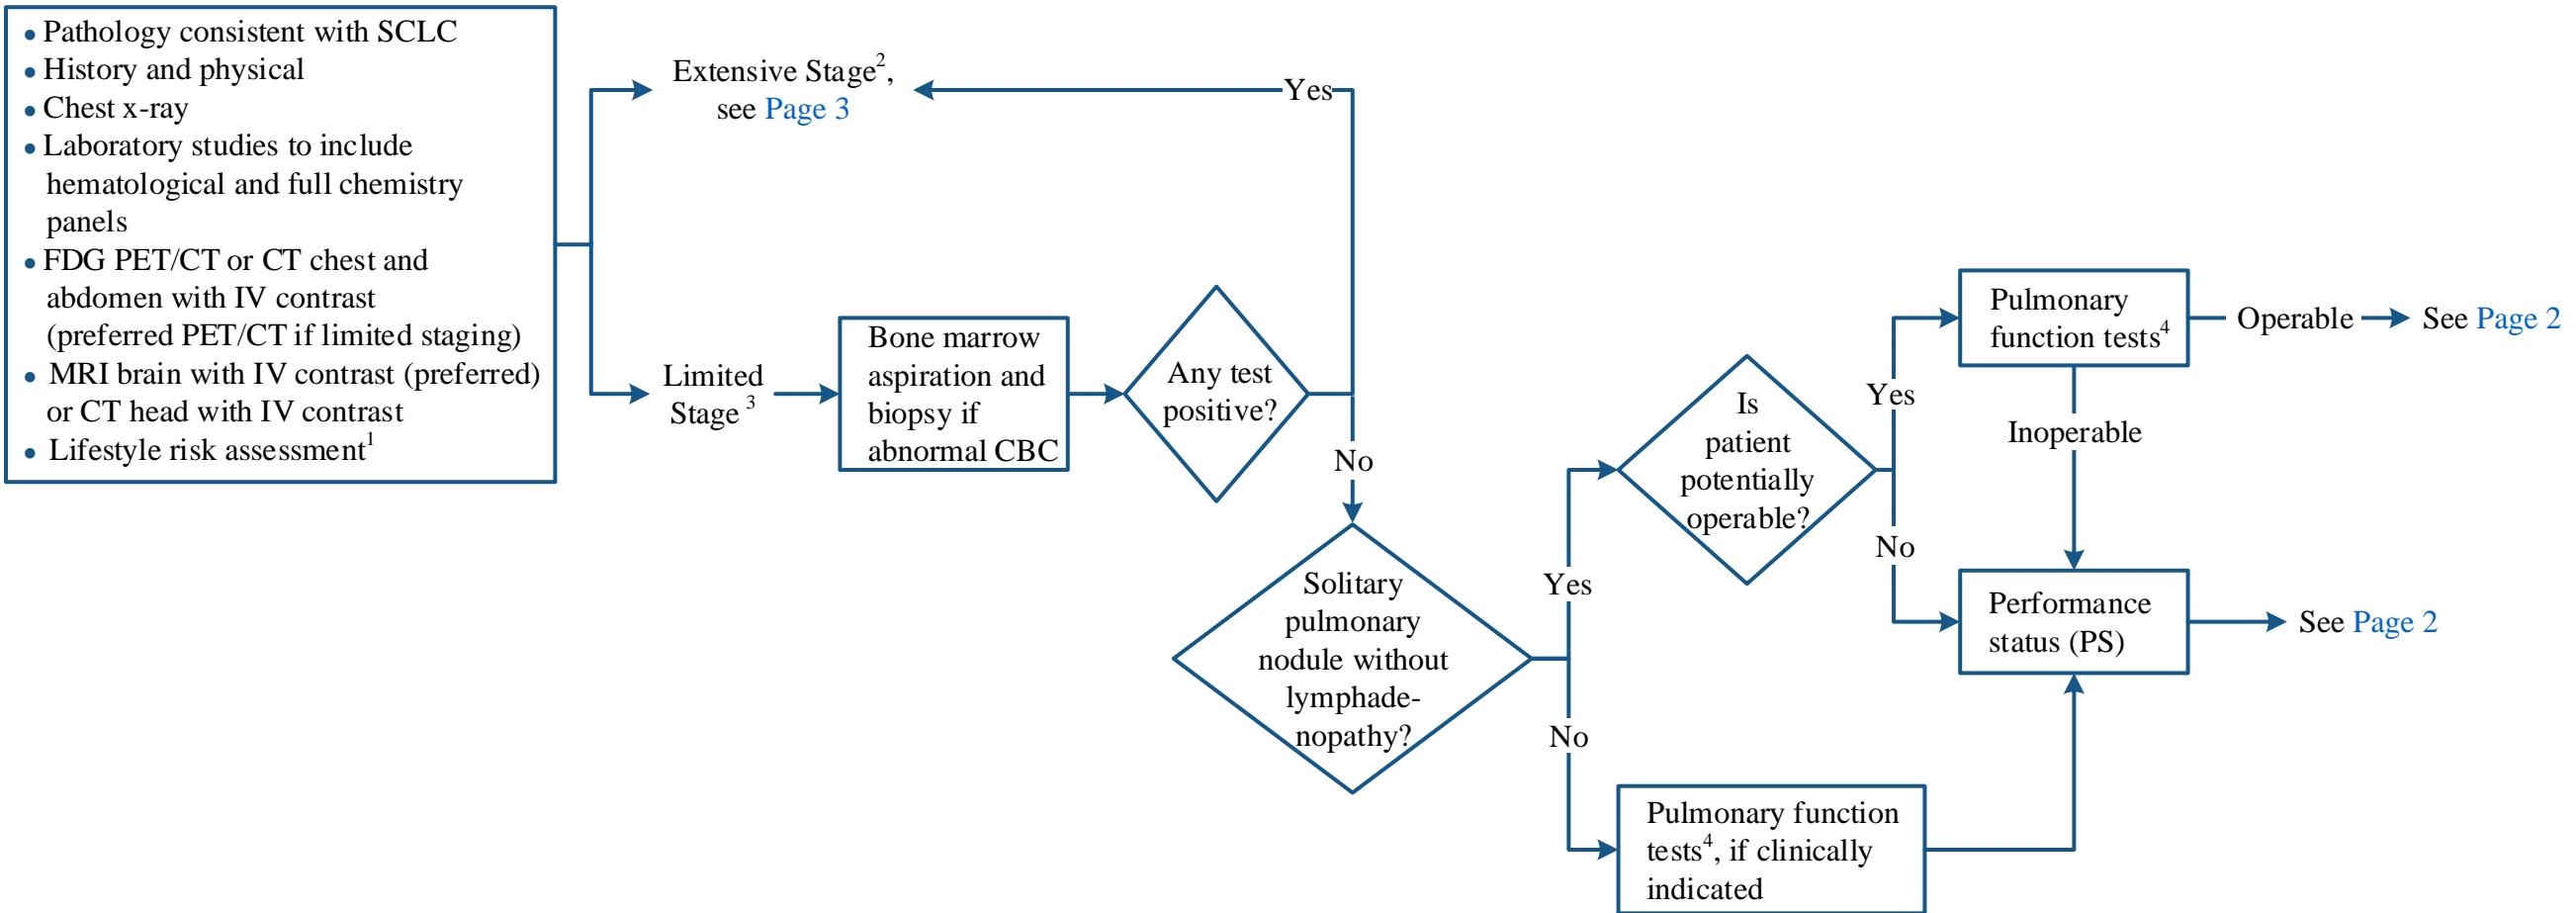 • Pathology consistent with SCLC
• History and physical
• Chest x-ray
• Laboratory studies to include
hematological and full chemistry
panels
• FDG PET/CT or CT chest and
abdomen with IV contrast
(preferred PET/CT if limited staging)
• MRI brain with IV contrast (preferred)
or CT head with IV contrast
• Lifestyle risk assessment1
Extensive Stage2,
see Page 3
Yes
Limited
Stage 3
Bone marrow
aspiration and
biopsy if
abnormal CBC
Any test
positive?
No
Solitary
pulmonary
nodule without
lymphade-
nopathy?
Yes
No
Is
patient
potentially
operable?
Yes
No
Pulmonary
function tests4
Operable
See Page 2
Inoperable
Performance
status (PS)
See Page 2
Pulmonary function
tests4, if clinically
indicated